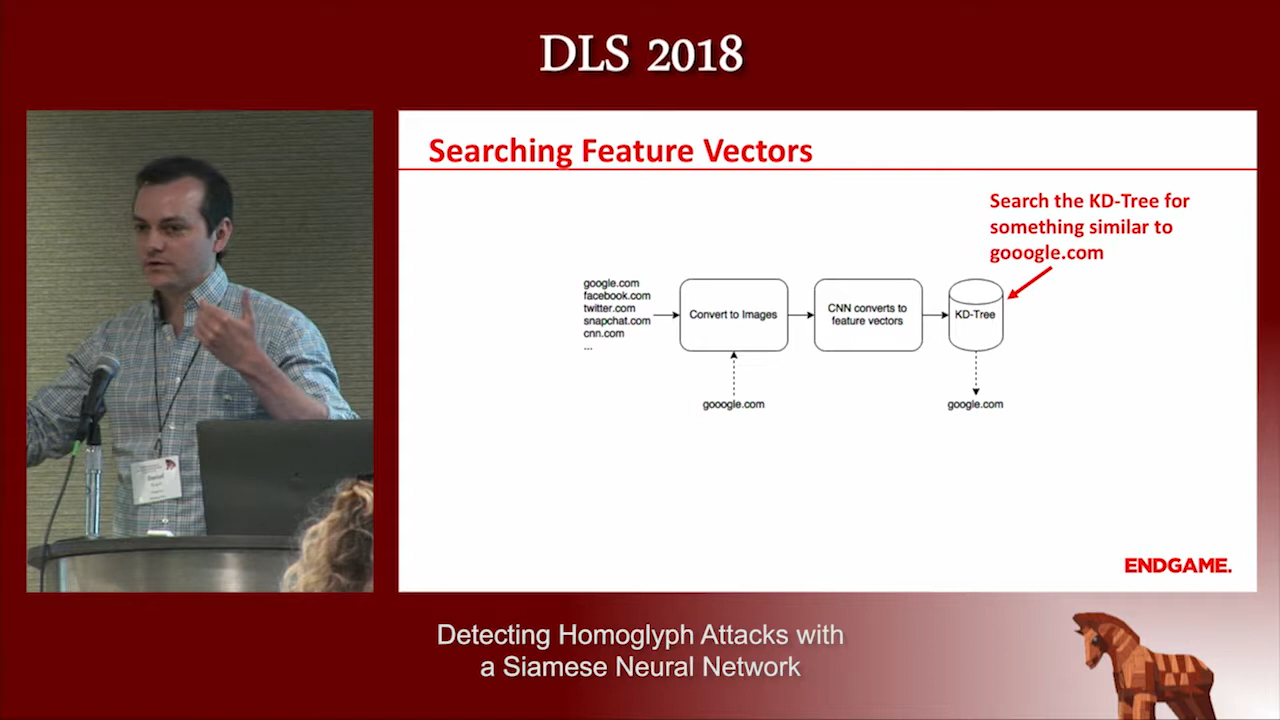 DLS 2018
Searching Feature Vectors
Search the KD-Tree for
something similar to
gooogle.com
google.com
facebook.com
twitter.com
snapchat.com
cnn.com
...
Convert to Images
CNN converts to
feature vectors
KD-Tree
gooogle.com
google.com
ENDGAME.
Daniel
Detecting Homoglyph Attacks with
a Siamese Neural Network